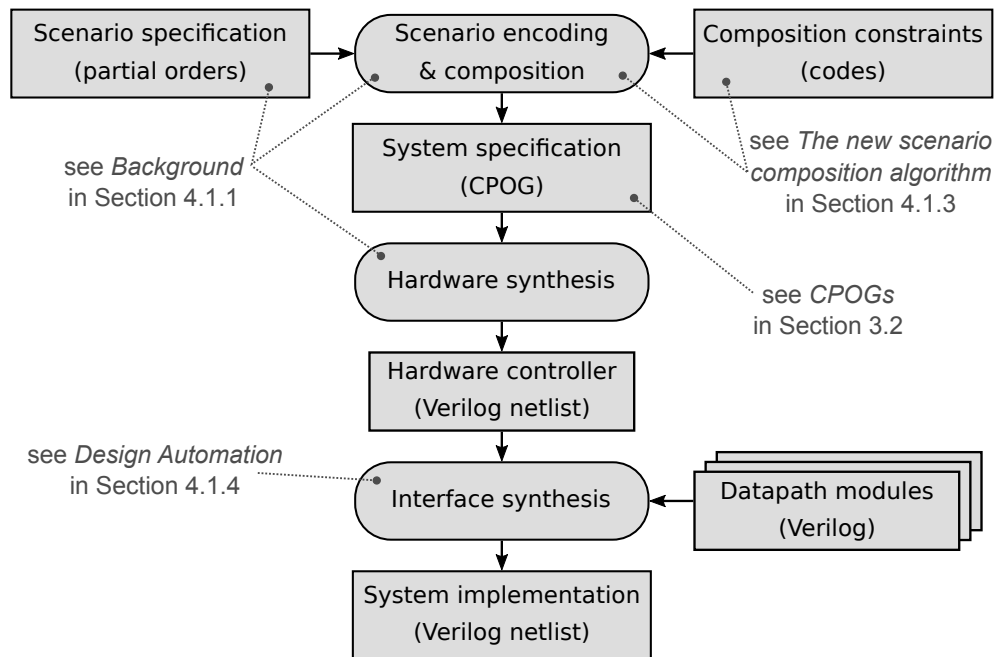 Scenario specification
(partial orders)
Scenario encoding
& composition
Composition constraints
(codes)
see Background
in Section 4.1.1
System specification
(CPOG)
see The new scenario
composition algorithm
in Section 4.1.3
Hardware synthesis
see CPOGs
in Section 3.2
Hardware controller
(Verilog netlist)
see Design Automation
in Section 4.1.4
Interface synthesis
Datapath modules
(Verilog)
System implementation
(Verilog netlist)